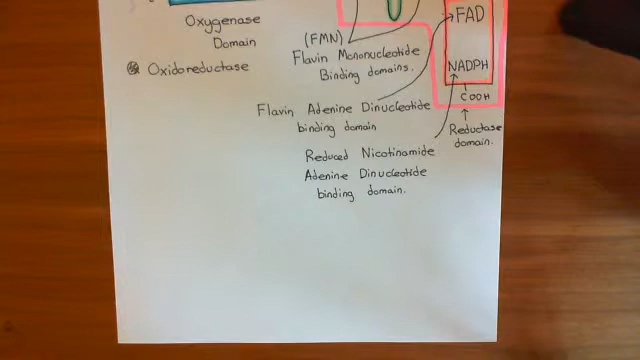 Oxygenase
Domain
Oxidoreductase
(FMN)
Flavin Mononucleotide
Binding domains.
Flavin Adenine Dinucleotide
binding domain
Reduced Nicotinamide
Adenine Dinucleotide
binding domain.
FAD
NADPH
COOH
Reductase
domain.